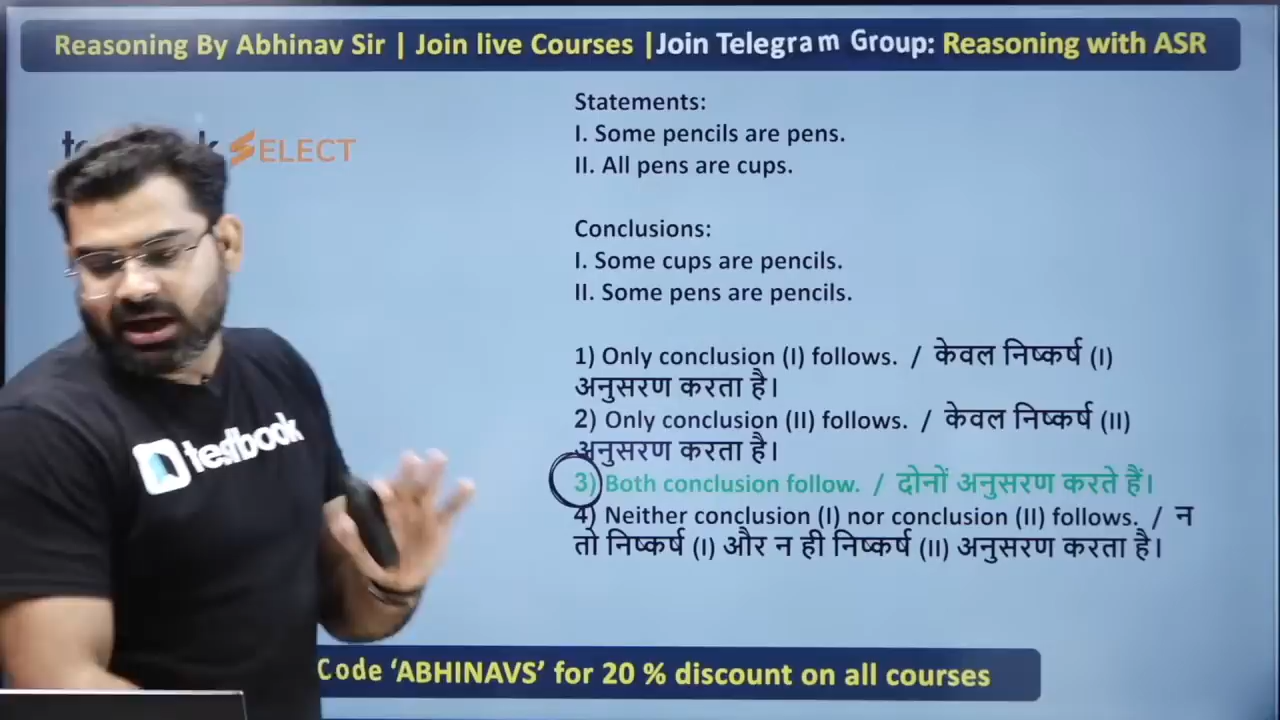 Reasoning By Abhinav Sir | Join live Courses |Join Telegram Group: Reasoning with ASR
SELECT
Statements:
I. Some pencils are pens.
II. All pens are cups.
Conclusions:
I. Some cups are pencils.
II. Some pens are pencils.
1) Only conclusion (I) follows. / केवल निष्कर्ष (I)
अनुसरण करता है।
2) Only conclusion (II) follows. / केवल निष्कर्ष (II)
अनुसरण करता है।
3) Both conclusion follow. / दोनों अनुसरण करते हैं।
4) Neither conclusion (I) nor conclusion (II) follows. / न
तो निष्कर्ष (I) और न ही निष्कर्ष (II) अनुसरण करता है।
testbook
Code ‘ABHINAVS’ for 20 % discount on all courses